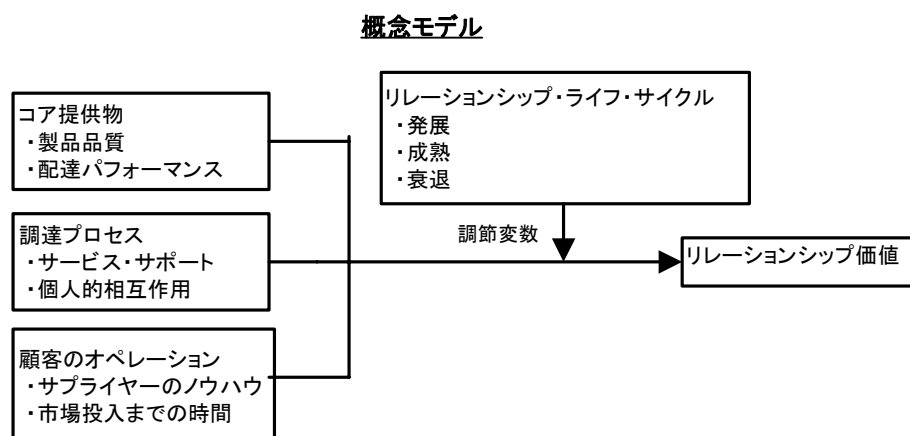 概念モデル
コア提供物
・製品品質
・配達パフォーマンス
リレーションシップ・ライフ・サイクル
・発展
・成熟
・衰退
調達プロセス
・サービス・サポート
・個人的相互作用
調節変数
リレーションシップ価値
顧客のオペレーション
・サプライヤーのノウハウ
・市場投入までの時間